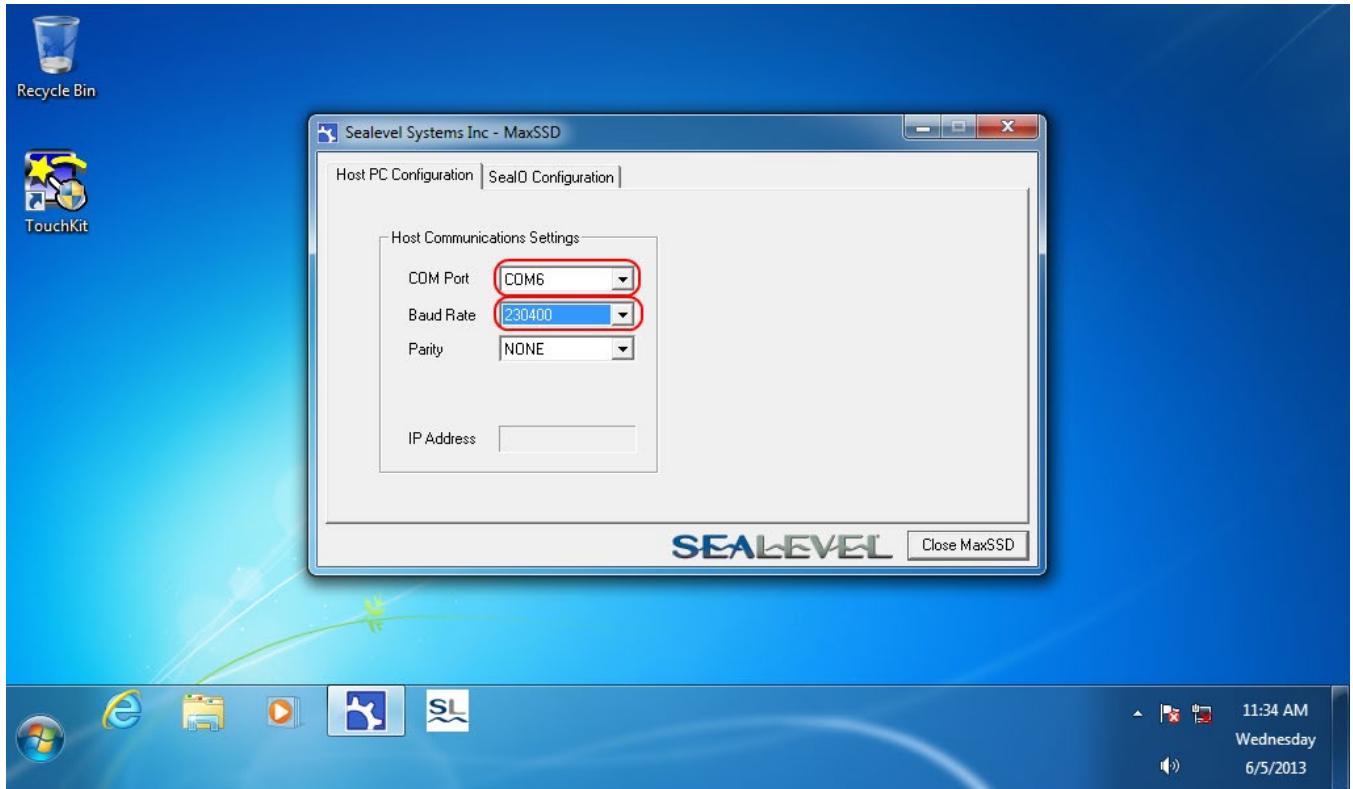 Recycle Bin
TouchKit
Sealevel Systems Inc - MaxSSD
Host PC Configuration
SeaIO Configuration
Host Communications Settings
COM Port
COM6
Baud Rate
230400
Parity
NONE
IP Address
SEALEVEL
Close MaxSSD
SL
11:34 AM
Wednesday
6/5/2013